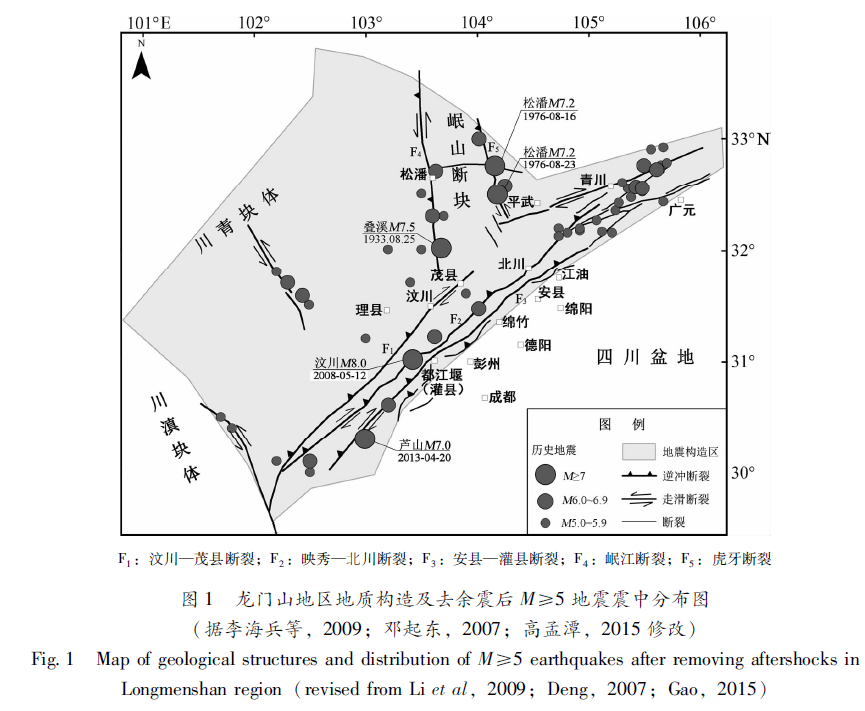 101°E 102° 103° 104° 105° 106°
N
松潘M7.2
1976-08-16
33°N
岷山断块
F4
F5
松潘M7.2
1976-08-23
松潘
青川
平武
广元
川青块体
叠溪M7.5
1933.08.25
32°
北川
茂县
江油
汶川
安县
理县
F3
绵阳
F2
绵竹
F1
德阳
四川盆地
31°
汶川M8.0
2008-05-12
都江堰
(灌县)
彭州
成都
川滇块体
芦山M7.0
2013-04-20
30°
图 例
历史地震
地震构造区
M≥7
逆冲断裂
M6.0-6.9
走滑断裂
M5.0-5.9
断裂
F1：汶川—茂县断裂；F2：映秀—北川断裂；F3：安县—灌县断裂；F4：岷江断裂；F5：虎牙断裂
图 1 龙门山地区地质构造及去余震后 M≥5 地震震中分布图
（据李海兵等，2009；邓起东，2007；高孟潭，2015 修改）
Fig. 1 Map of geological structures and distribution of M≥5 earthquakes after removing aftershocks in
Longmenshan region (revised from Li et al, 2009; Deng, 2007; Gao, 2015)